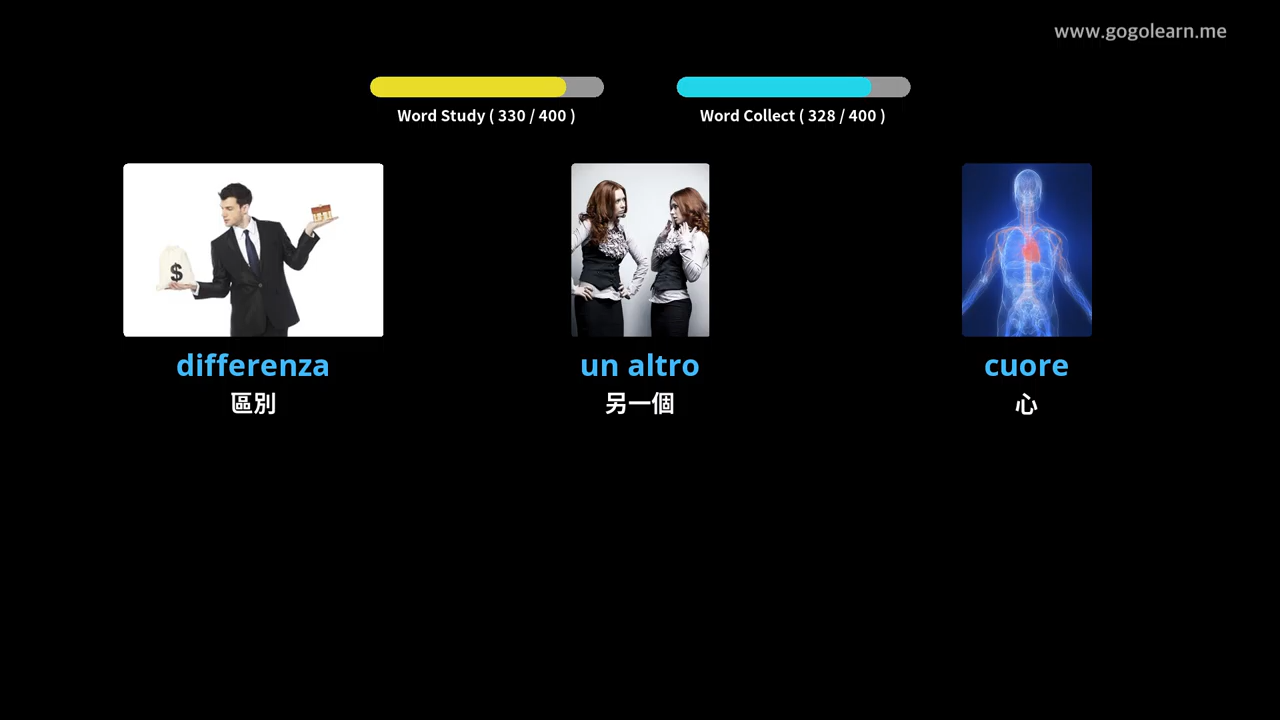 www.gogolearn.me
Word Study ( 330 / 400 )
Word Collect ( 328 / 400 )
$
differenza
un altro
cuore
區別
另一個
心